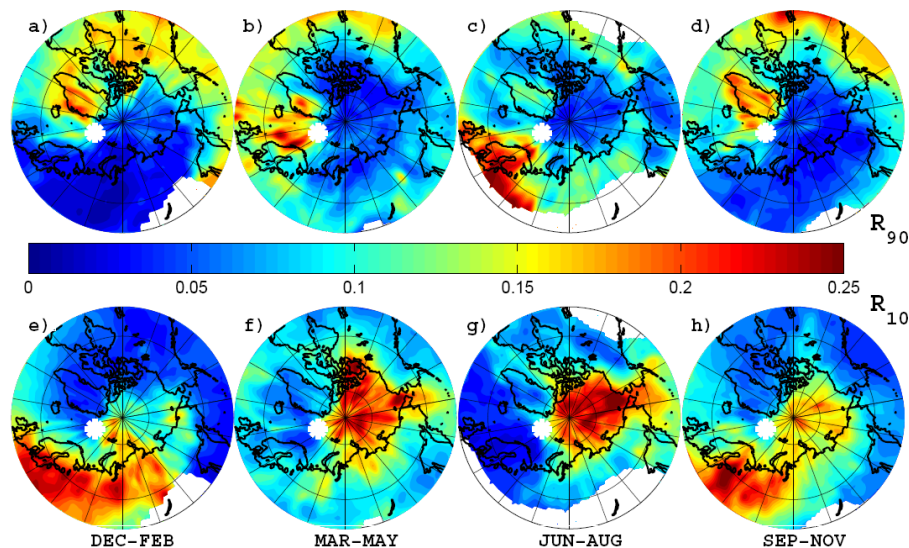 a) b) c) d)
R90
0 0.05 0.1 0.15 0.2 0.25
R10
e) f) g) h)
DEC-FEB MAR-MAY JUN-AUG SEP-NOV